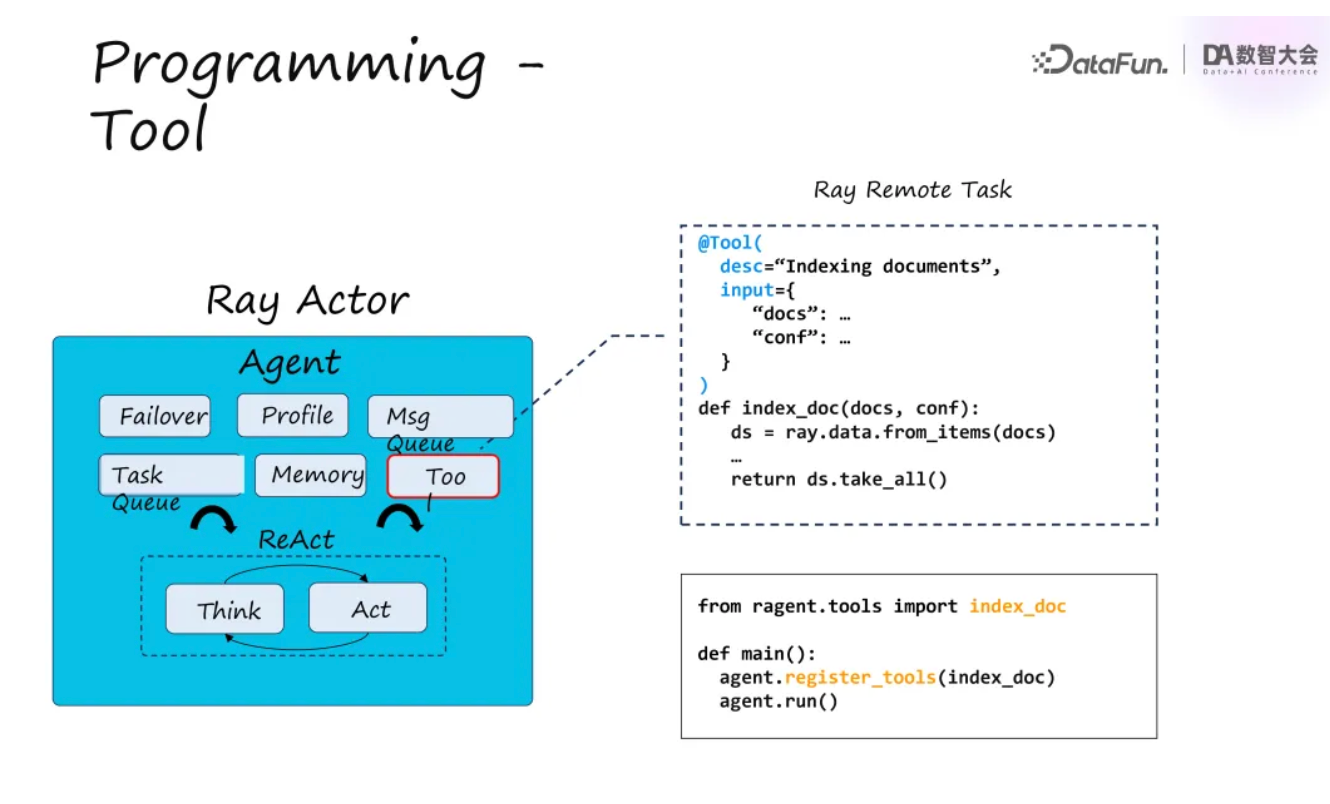 Programming -
Tool
DataFun.
DA数智大会
Data+AI Conference
Ray Actor
Agent
Failover
Profile
Msg
Queue
Task
Queue
Memory
Too
l
ReAct
Think
Act
Ray Remote Task
@Tool(
desc=“Indexing documents”,
input={
“docs”: …
“conf”: …
}
)
def index_doc(docs, conf):
ds = ray.data.from_items(docs)
…
return ds.take_all()
from ragent.tools import index_doc
def main():
agent.register_tools(index_doc)
agent.run()